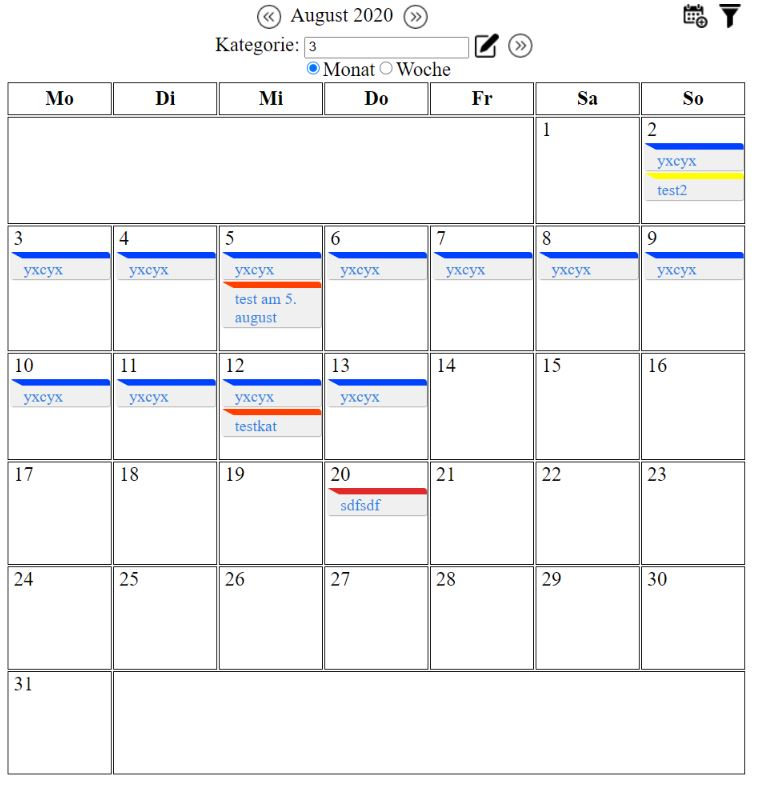 August 2020
Kategorie: 3
Monat Woche
Mo Di Mi Do Fr Sa So
1 2
yxcyx
test2
3 4 5 6 7 8 9
yxcyx yxcyx yxcyx yxcyx yxcyx yxcyx yxcyx
test am 5.
august
10 11 12 13 14 15 16
yxcyx yxcyx yxcyx yxcyx
testkat
17 18 19 20 21 22 23
sdfsdf
24 25 26 27 28 29 30
31